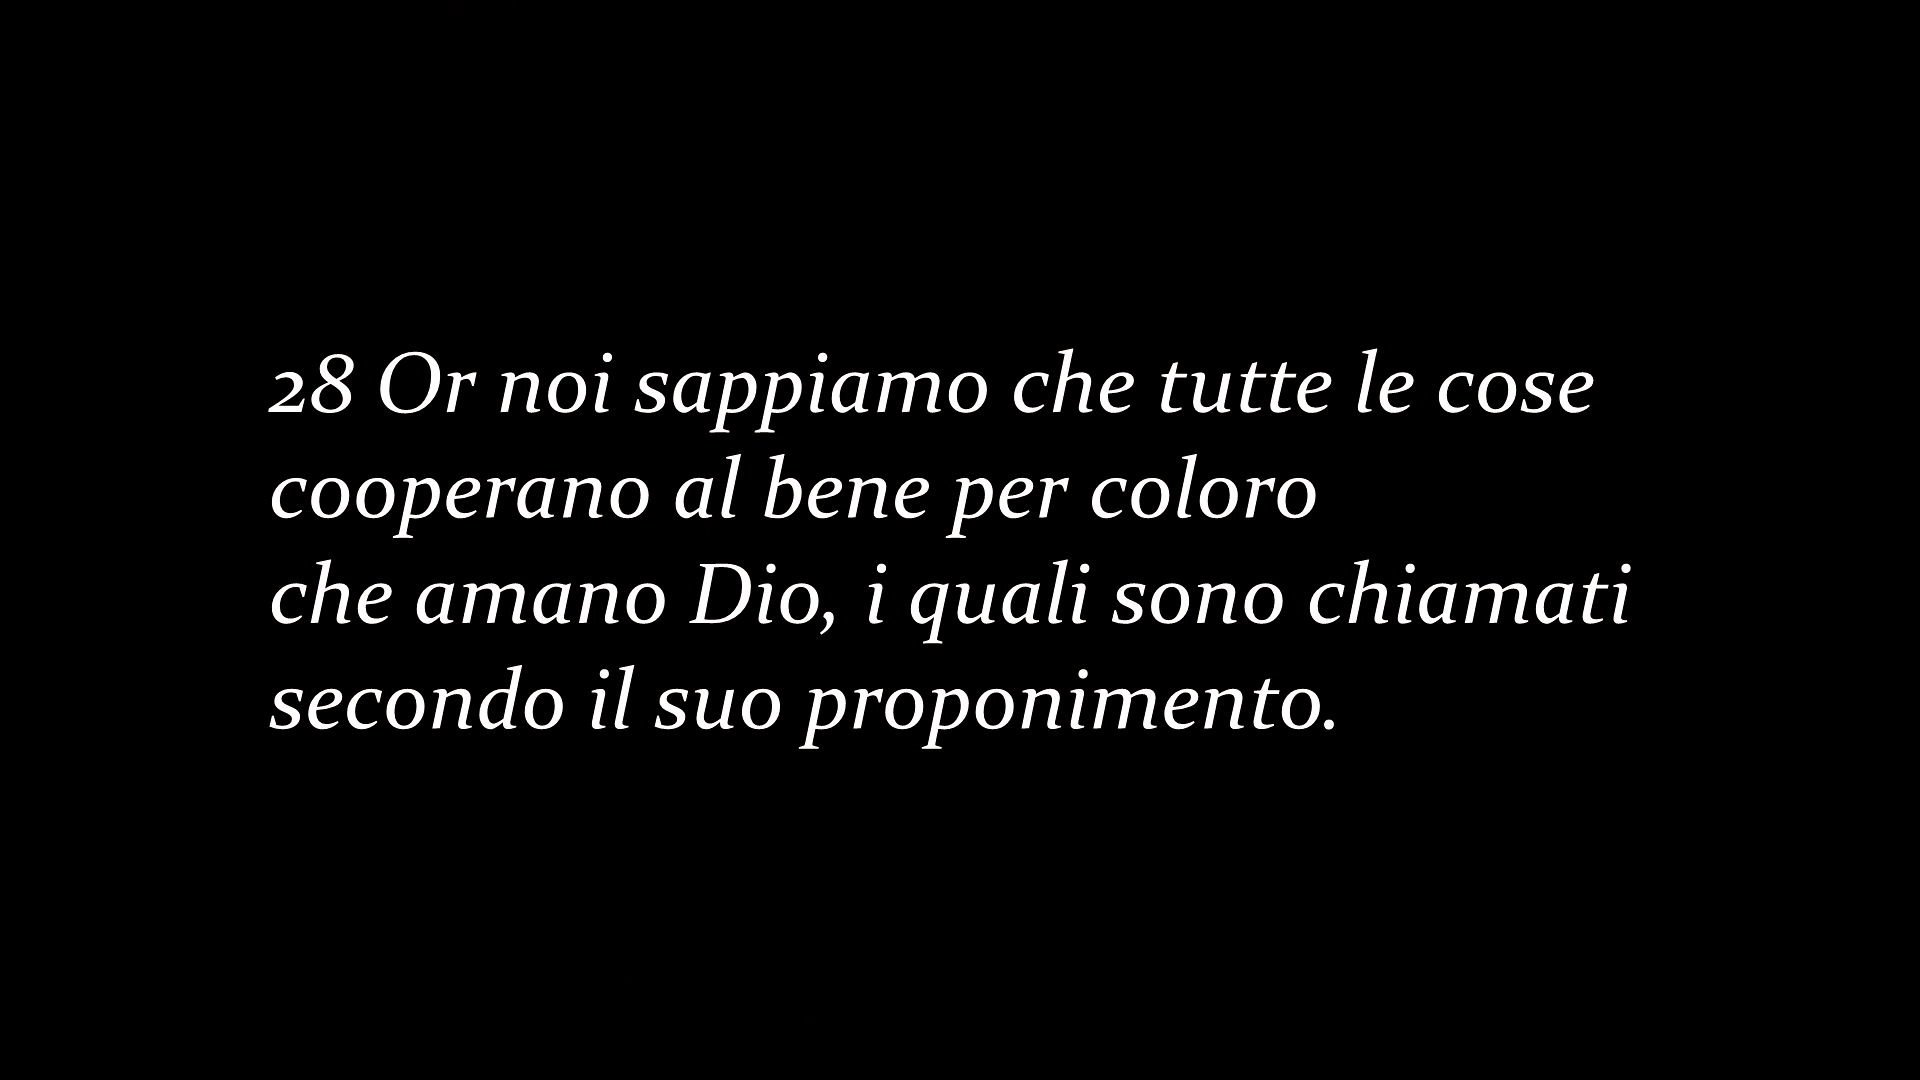 28 Or noi sappiamo che tutte le cose
cooperano al bene per coloro
che amano Dio, i quali sono chiamati
secondo il suo proponimento.